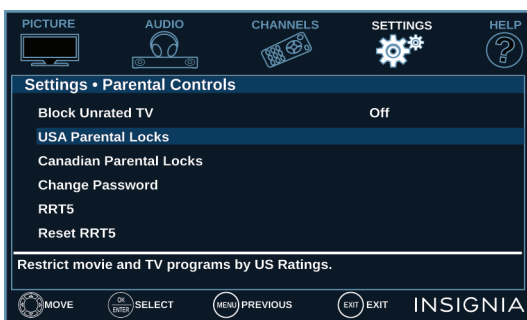 PICTURE AUDIO CHANNELS SETTINGS HELP
Settings • Parental Controls
Block Unrated TV Off
USA Parental Locks
Canadian Parental Locks
Change Password
RRT5
Reset RRT5
Restrict movie and TV programs by US Ratings.
MOVE OK ENTER SELECT MENU PREVIOUS EXIT EXIT INSIGNIA